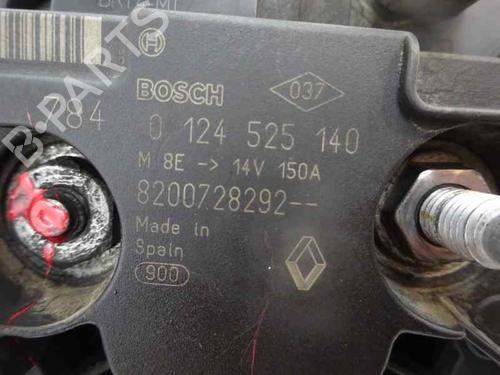 BOSCH
037
84
0 124 525 140
M 8E -> 14V 150A
8200728292--
Made in
Spain
900
B-PARTS